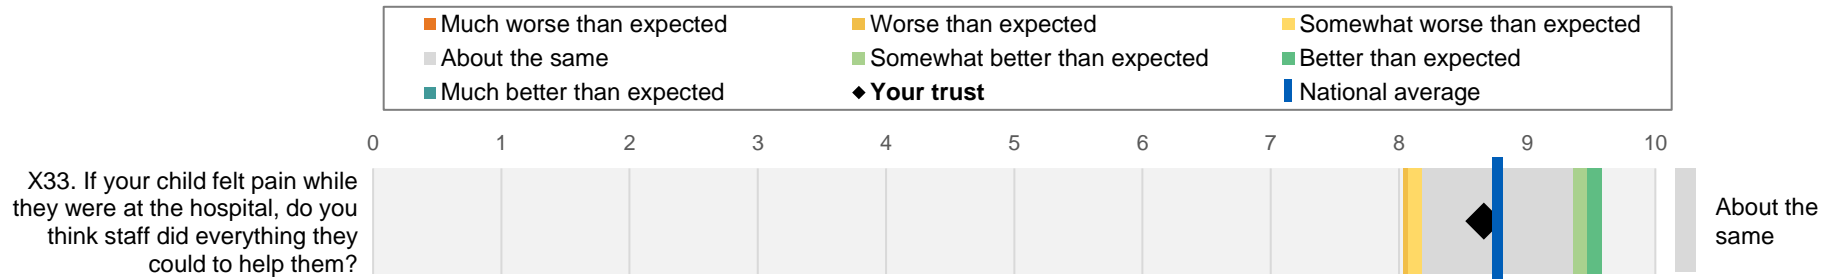 Much worse than expected
Worse than expected
Somewhat worse than expected
About the same
Somewhat better than expected
Better than expected
Much better than expected
Your trust
National average
0 1 2 3 4 5 6 7 8 9 10
X33. If your child felt pain while
they were at the hospital, do you
think staff did everything they
could to help them?
About the
same